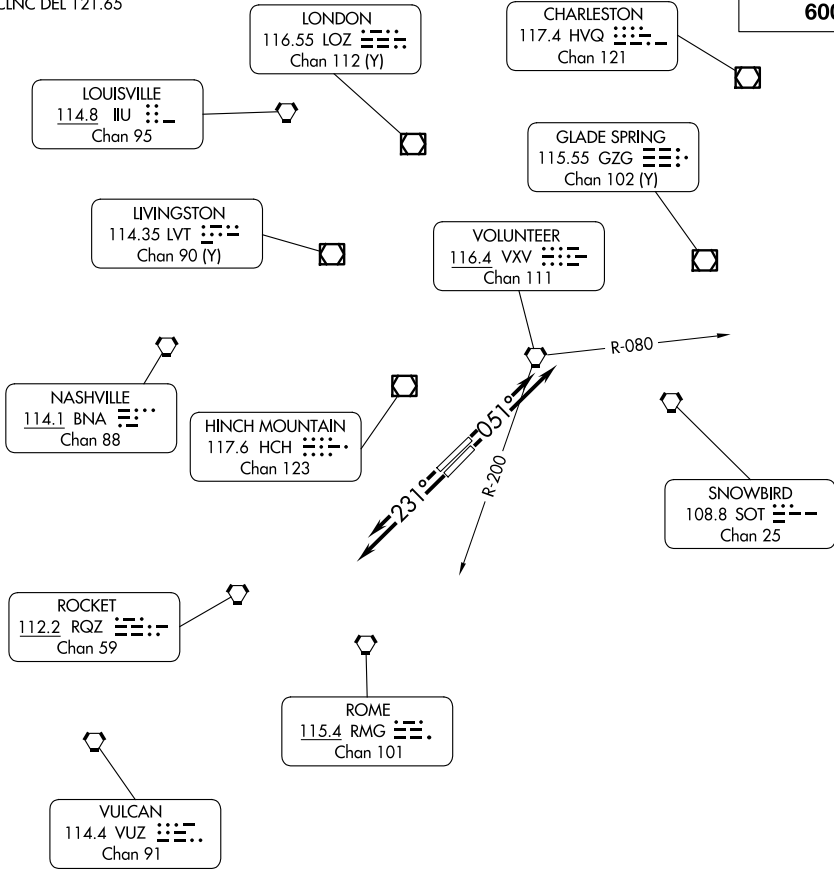 CLNC DEL 121.65
600
LONDON
116.55 LOZ
Chan 112 (Y)
CHARLESTON
117.4 HVQ
Chan 121
LOUISVILLE
114.8 IIU
Chan 95
GLADE SPRING
115.55 GZG
Chan 102 (Y)
LIVINGSTON
114.35 LVT
Chan 90 (Y)
VOLUNTEER
116.4 VXV
Chan 111
R-080
NASHVILLE
114.1 BNA
Chan 88
HINCH MOUNTAIN
117.6 HCH
Chan 123
051°
231°
R-200
SNOWBIRD
108.8 SOT
Chan 25
ROCKET
112.2 RQZ
Chan 59
ROME
115.4 RMG
Chan 101
VULCAN
114.4 VUZ
Chan 91